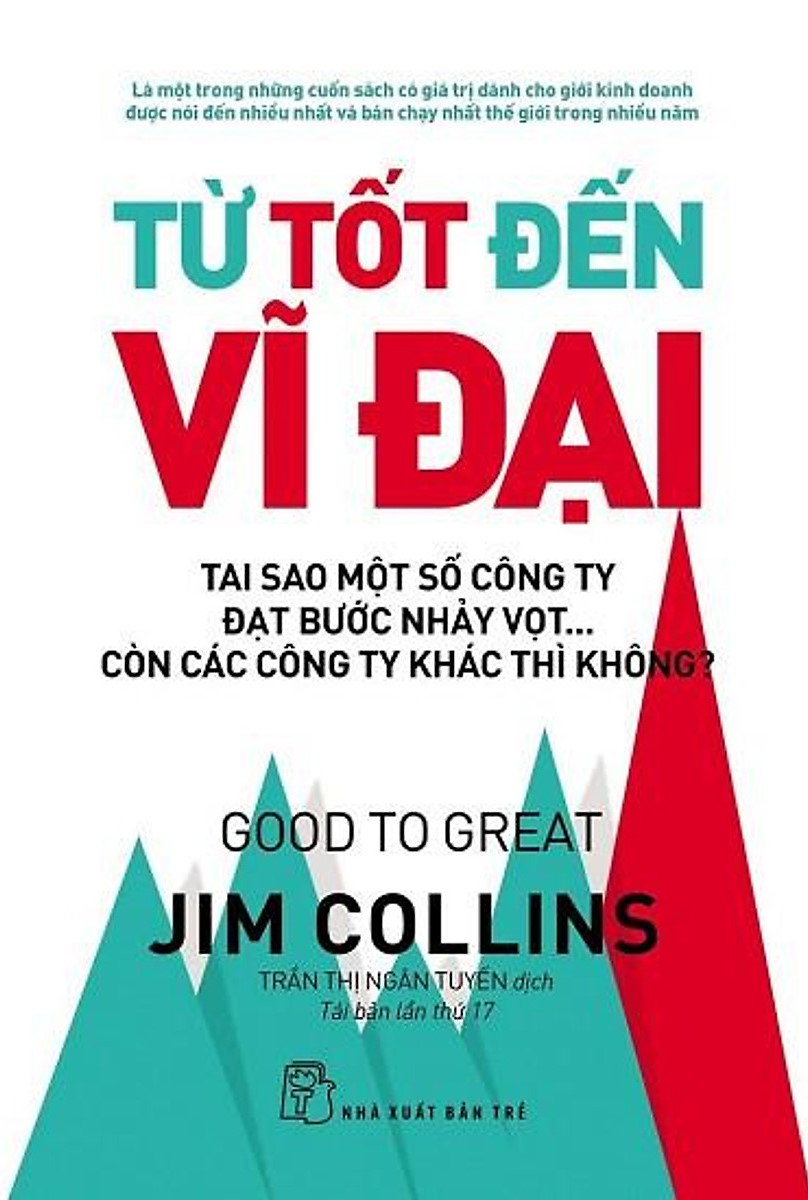 Là một trong những cuốn sách có giá trị dành cho giới kinh doanh
được nói đến nhiều nhất và bán chạy nhất thế giới trong nhiều năm
TỪ TỐT ĐẾN
VĨ ĐẠI
TAI SAO MỘT SỐ CÔNG TY
ĐẠT BƯỚC NHẢY VỌT...
CÒN CÁC CÔNG TY KHÁC THÌ KHÔNG?
GOOD TO GREAT
JIM COLLINS
TRẦN THỊ NGÂN TUYẾN dịch
Tái bản lần thứ 17
NHÀ XUẤT BẢN TRẺ